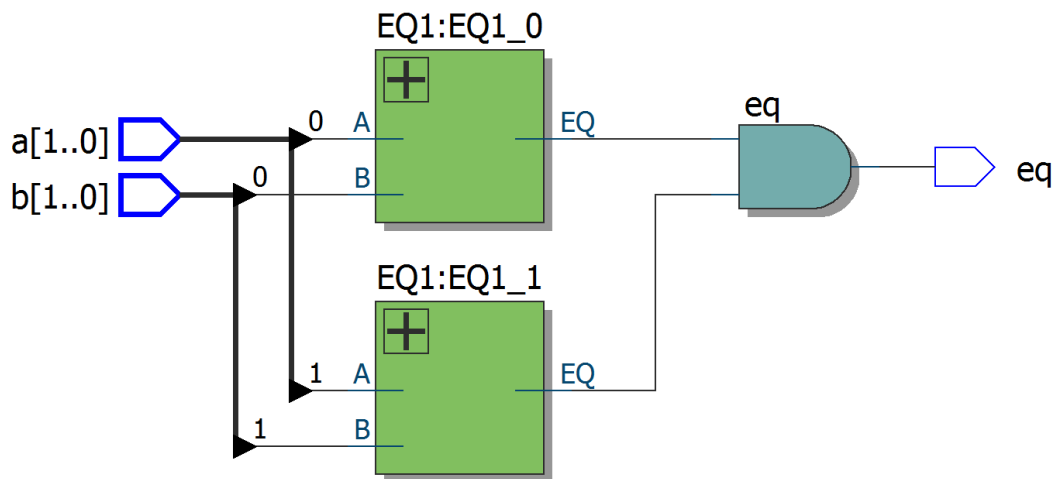 EQ1:EQ1_0
eq
a[1..0]
0
A
EQ
b[1..0]
0
B
eq
EQ1:EQ1_1
1
A
EQ
1
B